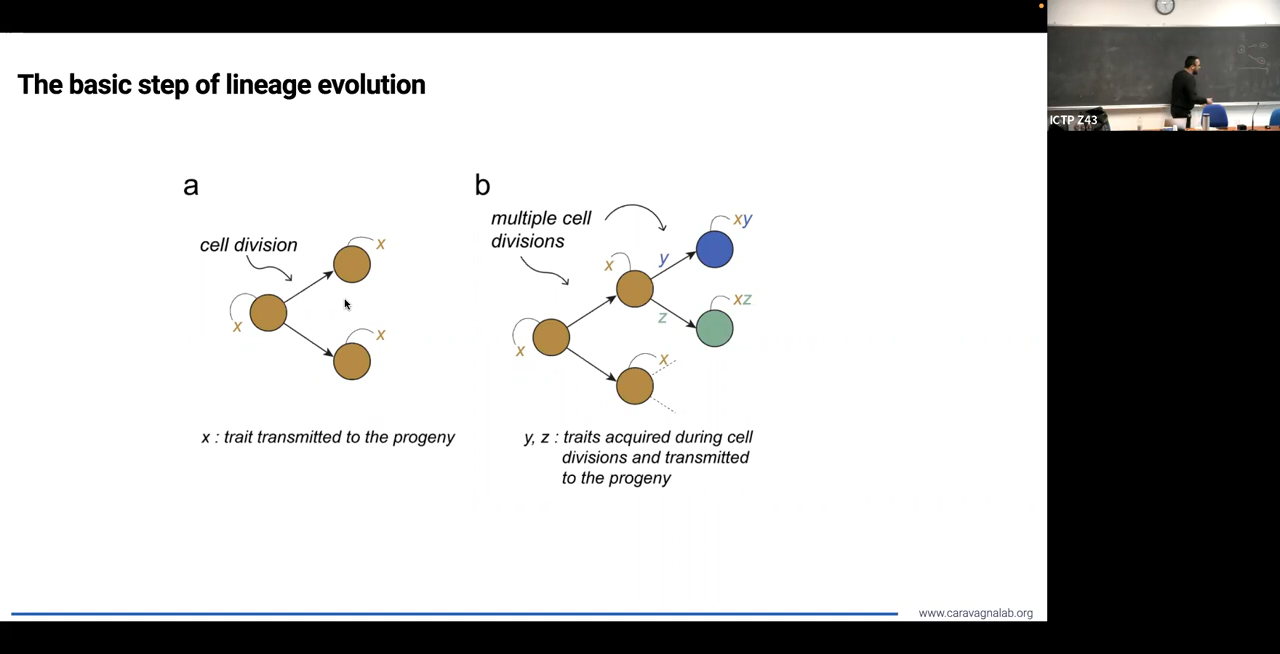 The basic step of lineage evolution
a
cell division
x
x
x
x : trait transmitted to the progeny
b
multiple cell
divisions
x
x
y
xy
z
xz
x
y, z : traits acquired during cell
divisions and transmitted
to the progeny
www.caravagnalab.org
ICTP Z43